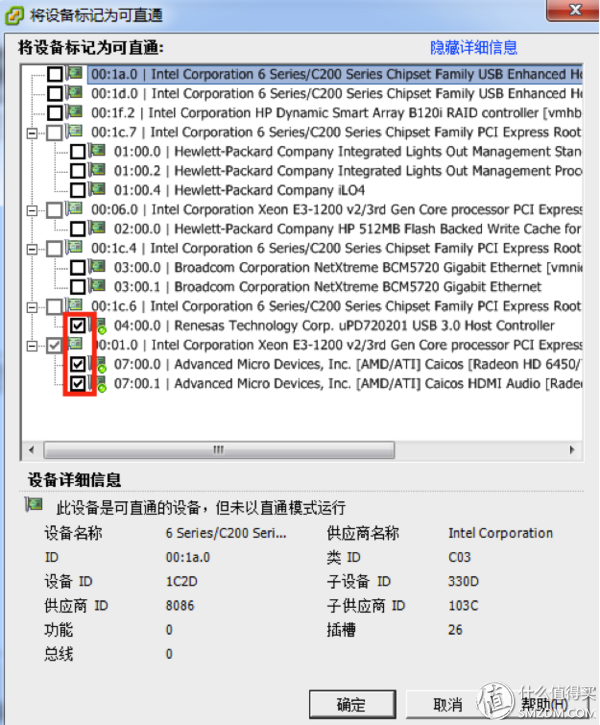 将设备标记为可直通
将设备标记为可直通:
隐藏详细信息
00:1a.0 | Intel Corporation 6 Series/C200 Series Chipset Family USB Enhanced Ho
00:1d.0 | Intel Corporation 6 Series/C200 Series Chipset Family USB Enhanced Ho
00:1f.2 | Intel Corporation HP Dynamic Smart Array B120i RAID controller [vmhb
00:1c.7 | Intel Corporation 6 Series/C200 Series Chipset Family PCI Express Root
01:00.0 | Hewlett-Packard Company Integrated Lights Out Management Stan
01:00.2 | Hewlett-Packard Company Integrated Lights Out Management Proc
01:00.4 | Hewlett-Packard Company iLO4
00:06.0 | Intel Corporation Xeon E3-1200 v2/3rd Gen Core processor PCI Express
02:00.0 | Hewlett-Packard Company HP 512MB Flash Backed Write Cache for
00:1c.4 | Intel Corporation 6 Series/C200 Series Chipset Family PCI Express Root
03:00.0 | Broadcom Corporation NetXtreme BCM5720 Gigabit Ethernet [vmnic
03:00.1 | Broadcom Corporation NetXtreme BCM5720 Gigabit Ethernet
00:1c.6 | Intel Corporation 6 Series/C200 Series Chipset Family PCI Express Root
04:00.0 | Renesas Technology Corp. uPD720201 USB 3.0 Host Controller
00:01.0 | Intel Corporation Xeon E3-1200 v2/3rd Gen Core processor PCI Express
07:00.0 | Advanced Micro Devices, Inc. [AMD/ATI] Caicos [Radeon HD 6450/
07:00.1 | Advanced Micro Devices, Inc. [AMD/ATI] Caicos HDMI Audio [Rade
设备详细信息
此设备是可直通的设备，但未以直通模式运行
设备名称 6 Series/C200 Seri... 供应商名称 Intel Corporation
ID 00:1a.0 类 ID C03
设备 ID 1C2D 子设备 ID 330D
供应商 ID 8086 子供应商 ID 103C
功能 0 插槽 26
总线 0
确定 取消 帮助(H)
值 什么值得买
SMZDM.COM